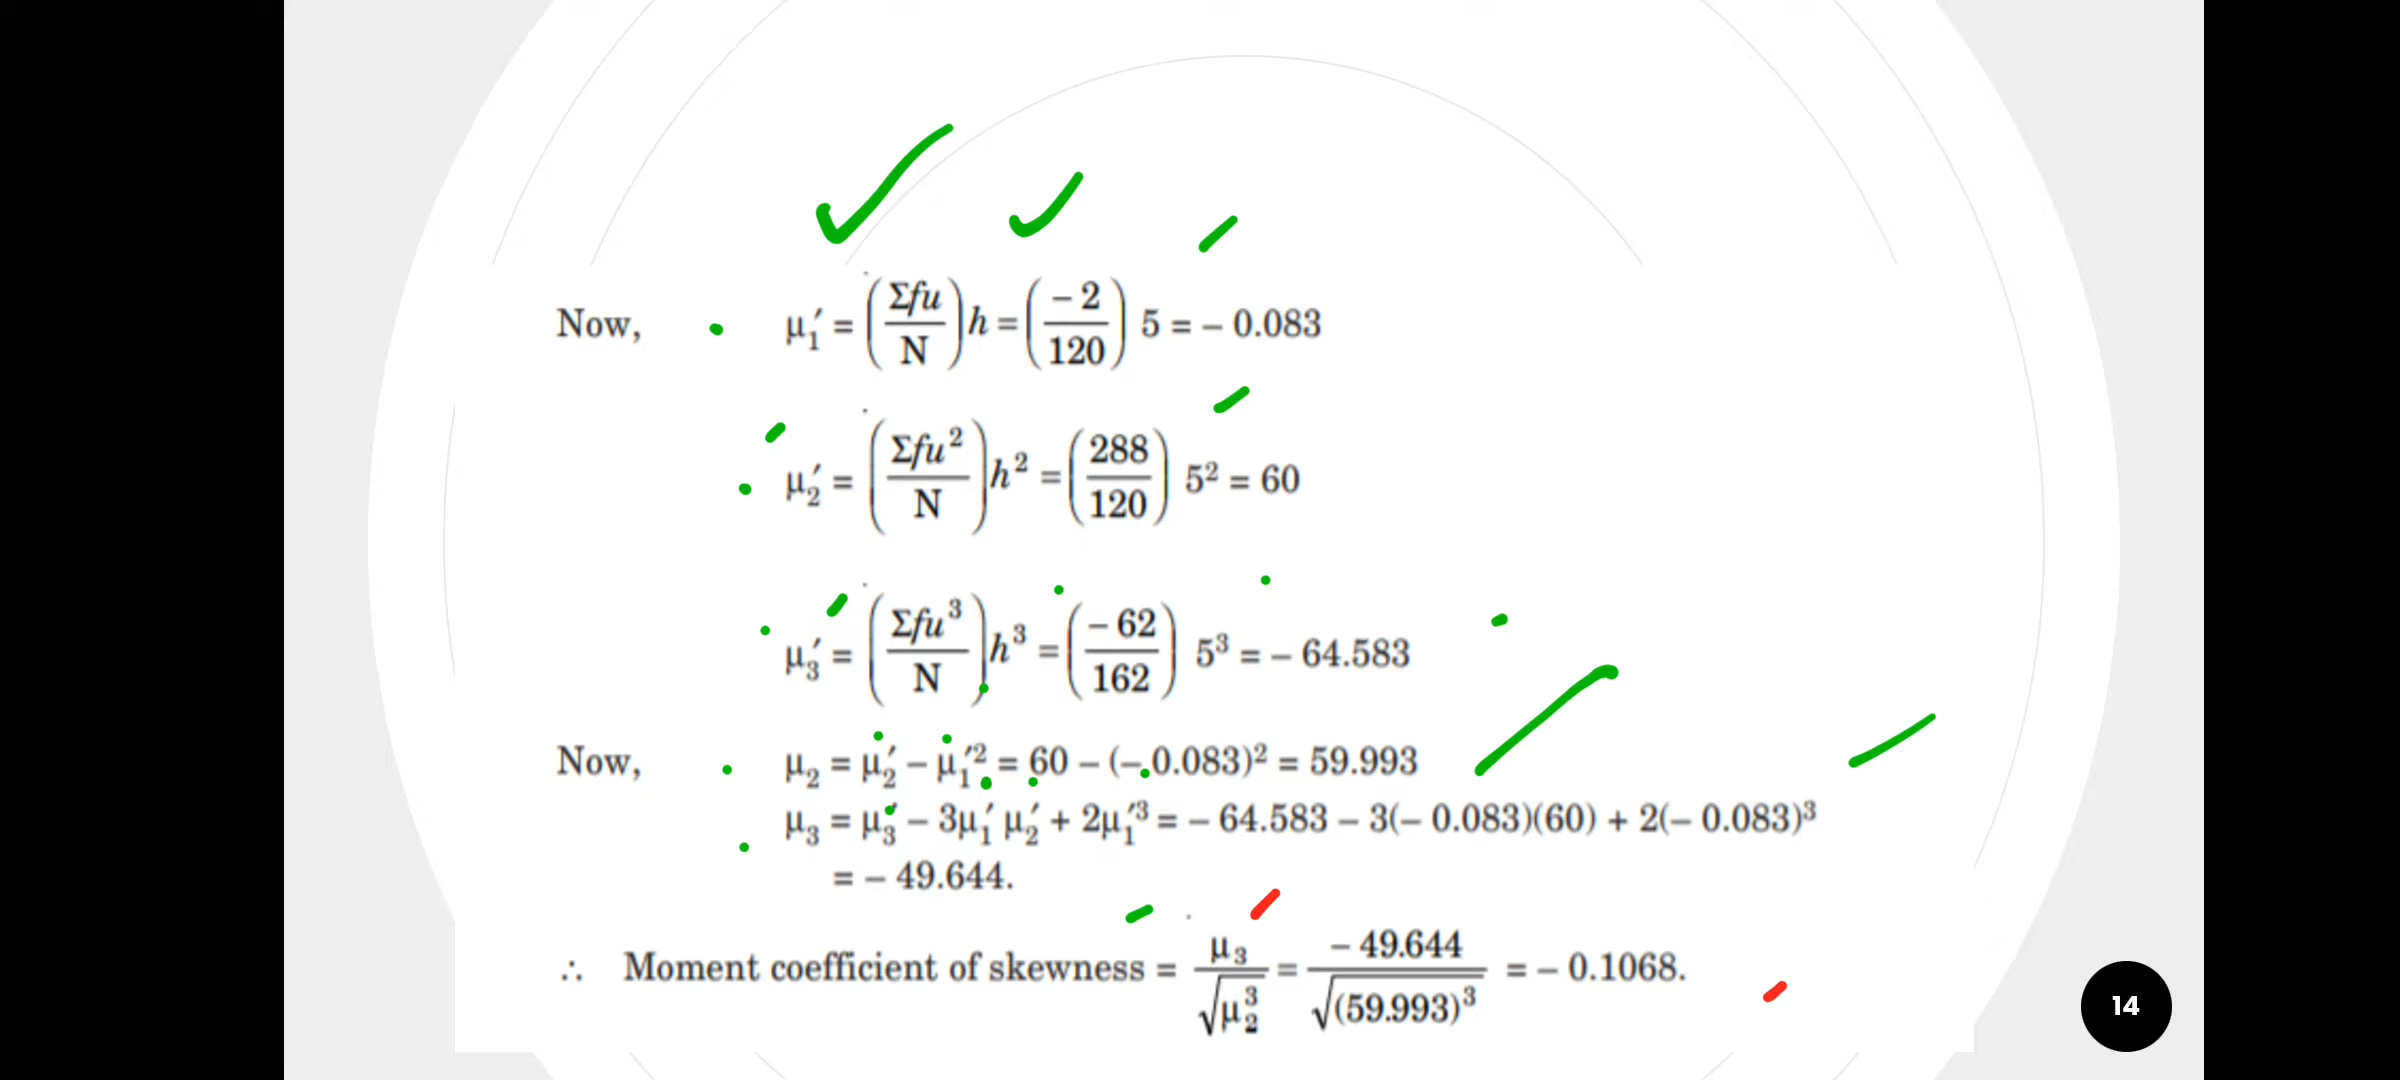 Now, μ₁′ = (Σfu / N) h = (– 2 / 120) 5 = – 0.083
μ₂′ = (Σfu² / N) h² = (288 / 120) 5² = 60
μ₃′ = (Σfu³ / N) h³ = (– 62 / 162) 5³ = – 64.583
Now, μ₂ = μ₂′ – μ₁′² = 60 – (– 0.083)² = 59.993
μ₃ = μ₃′ – 3μ₁′ μ₂′ + 2μ₁′³ = – 64.583 – 3(– 0.083)(60) + 2(– 0.083)³
= – 49.644.
∴ Moment coefficient of skewness = μ₃ / √μ₂³ = – 49.644 / √(59.993)³ = – 0.1068.
14